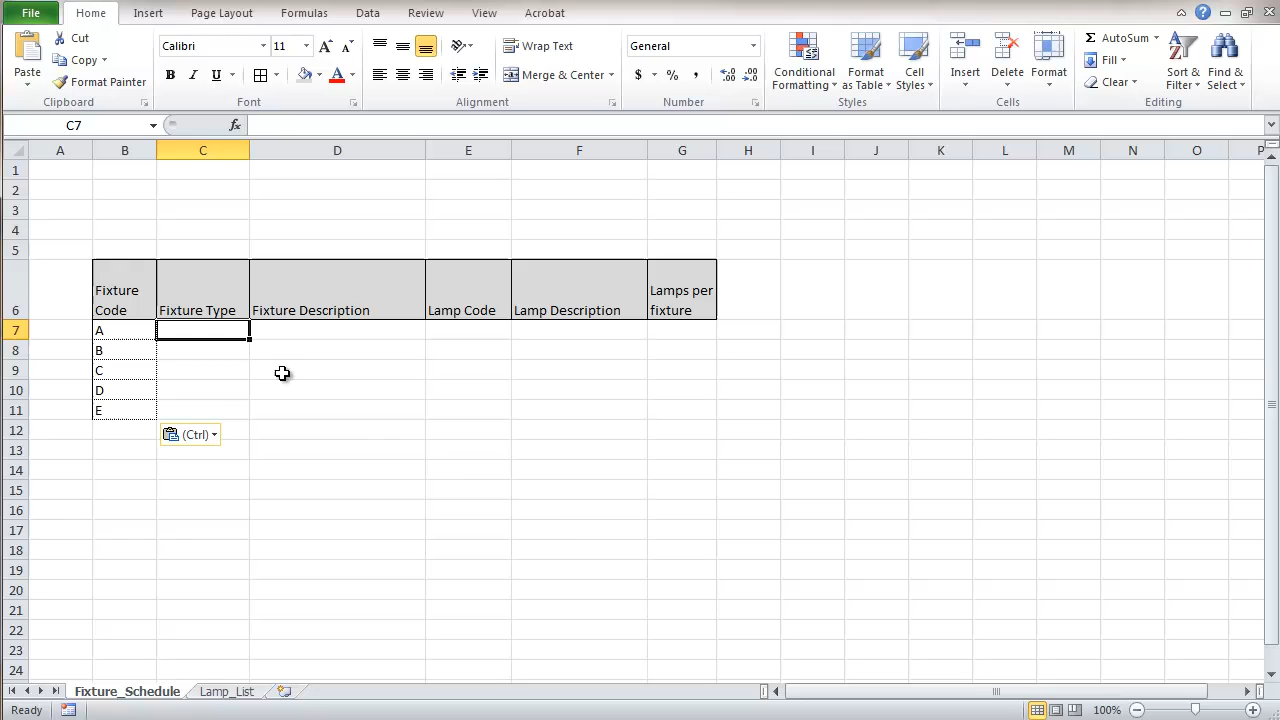 File Home Insert Page Layout Formulas Data Review View Acrobat
Cut
Copy
Format Painter
Paste
Clipboard
Calibri 11
B I U
Font
Wrap Text
Merge & Center
Alignment
General
$ % ,
Number
Conditional Formatting
Format as Table
Cell Styles
Styles
Insert Delete Format
Cells
AutoSum
Fill
Clear
Sort & Filter
Find & Select
Editing
C7 fx
A B C D E F G H I J K L M N O P
1
2
3
4
5
6 Fixture Code Fixture Type Fixture Description Lamp Code Lamp Description Lamps per fixture
7 A
8 B
9 C
10 D
11 E
12 (Ctrl)
13
14
15
16
17
18
19
20
21
22
23
24
Fixture_Schedule Lamp_List
Ready 100%